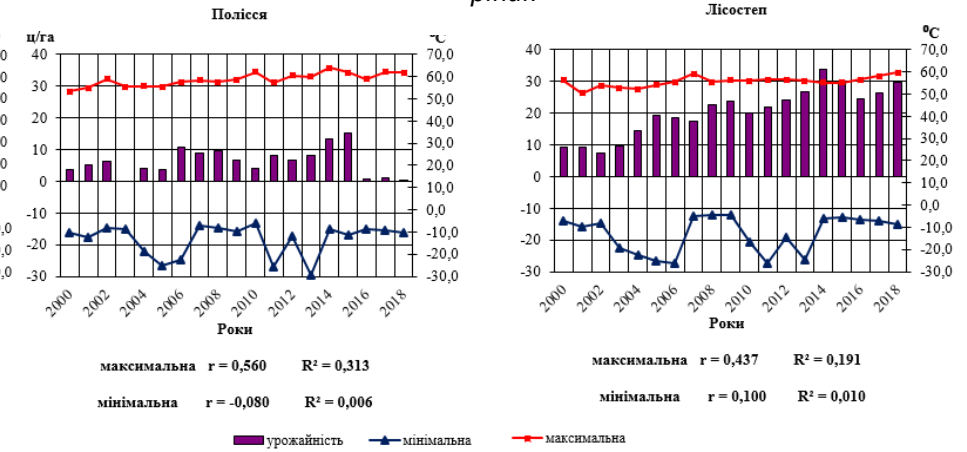 Полісся
Лісостеп
ц/га
⁰С
40 30 20 10 0 -10 -20 -30
70,0 60,0 50,0 40,0 30,0 20,0 10,0 0,0 -10,0 -20,0 -30,0
2000 2002 2004 2006 2008 2010 2012 2014 2016 2018
Роки
максимальна r = 0,560 R² = 0,313
мінімальна r = -0,080 R² = 0,006
⁰С
40 30 20 10 0 -10 -20 -30
70,0 60,0 50,0 40,0 30,0 20,0 10,0 0,0 -10,0 -20,0 -30,0
2000 2002 2004 2006 2008 2010 2012 2014 2016 2018
Роки
максимальна r = 0,437 R² = 0,191
мінімальна r = 0,100 R² = 0,010
урожайність мінімальна максимальна